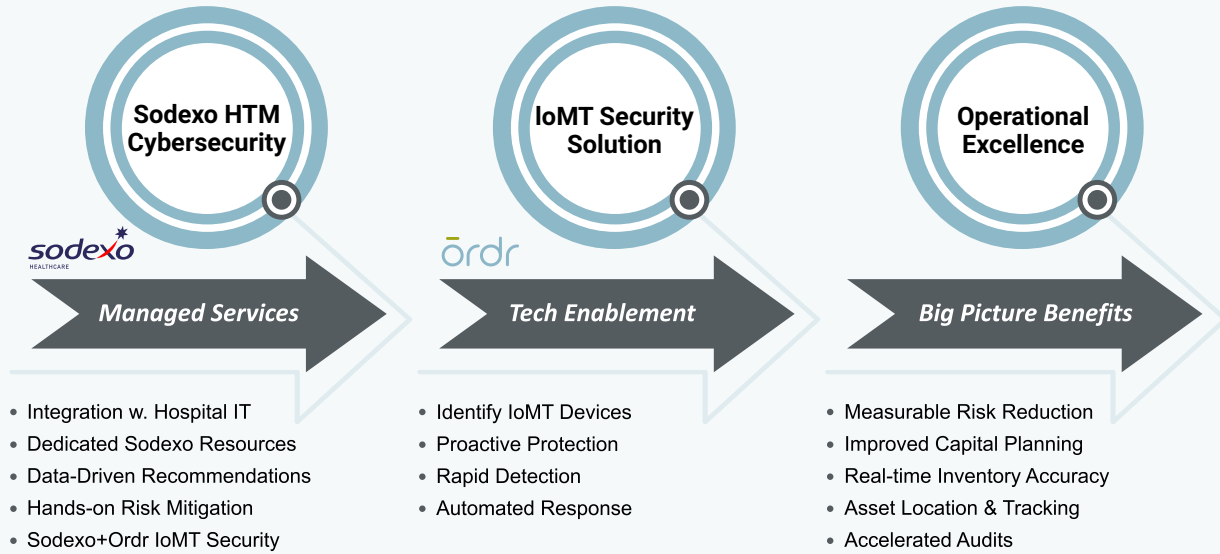 Sodexo HTM
Cybersecurity
sodexo
HEALTHCARE
Managed Services
• Integration w. Hospital IT
• Dedicated Sodexo Resources
• Data-Driven Recommendations
• Hands-on Risk Mitigation
• Sodexo+Ordr IoMT Security
IoMT Security
Solution
ordr
Tech Enablement
• Identify IoMT Devices
• Proactive Protection
• Rapid Detection
• Automated Response
Operational
Excellence
Big Picture Benefits
• Measurable Risk Reduction
• Improved Capital Planning
• Real-time Inventory Accuracy
• Asset Location & Tracking
• Accelerated Audits